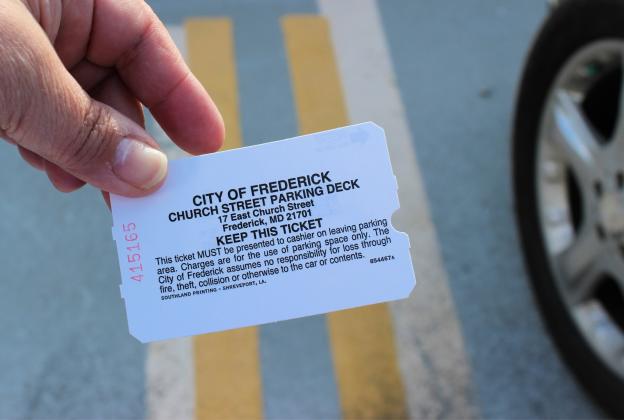 CITY OF FREDERICK
CHURCH STREET PARKING DECK
17 East Church Street
Frederick, MD 21701
KEEP THIS TICKET
This ticket MUST be presented to cashier on leaving parking
area. Charges are for the use of parking space only. The
City of Frederick assumes no responsibility for loss through
fire, theft, collision or otherwise to the car or contents.
SOUTHLAND PRINTING - SHREVEPORT, LA.
415165